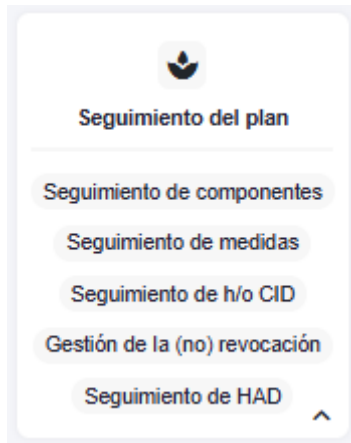 Seguimiento del plan
Seguimiento de componentes
Seguimiento de medidas
Seguimiento de h/o CID
Gestión de la (no) revocación
Seguimiento de HAD